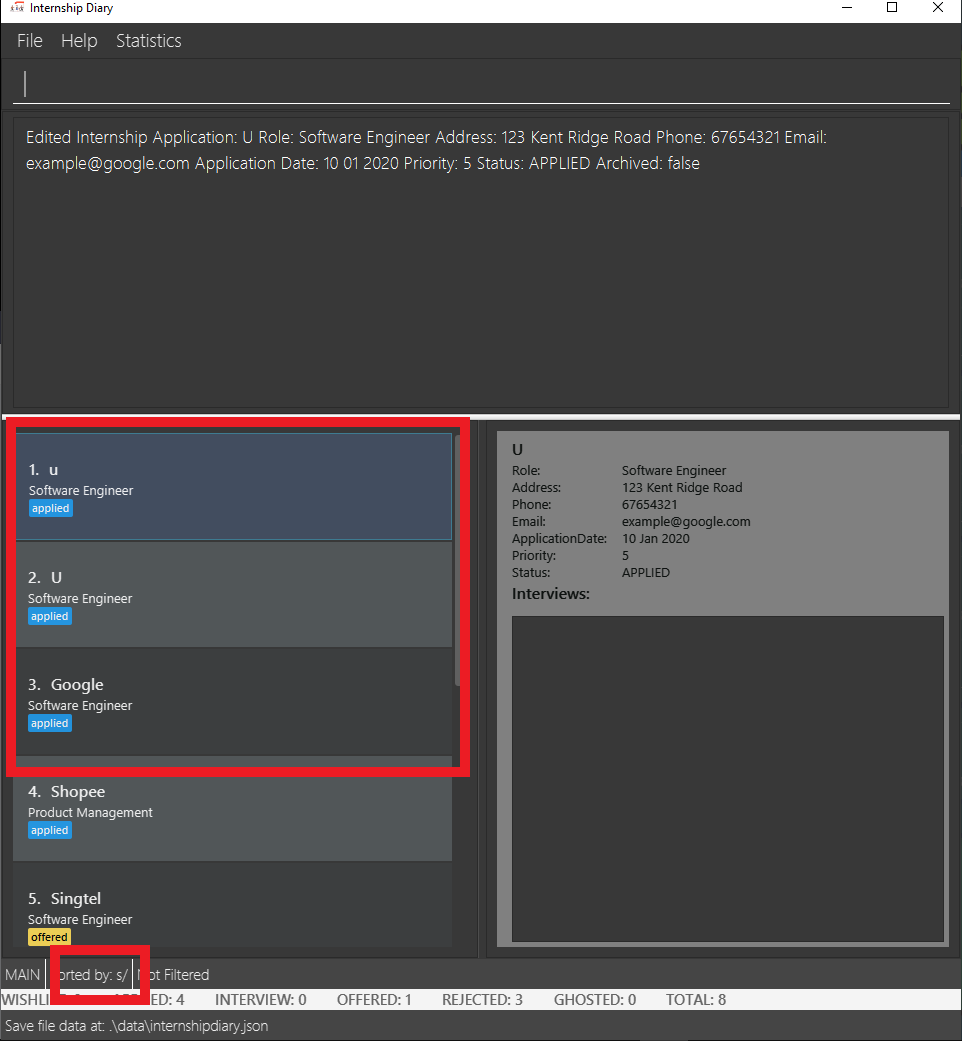 Internship Diary
File Help Statistics
Edited Internship Application: U Role: Software Engineer Address: 123 Kent Ridge Road Phone: 67654321 Email:
example@google.com Application Date: 10 01 2020 Priority: 5 Status: APPLIED Archived: false
1. u
Software Engineer
applied
2. U
Software Engineer
applied
3. Google
Software Engineer
applied
4. Shopee
Product Management
applied
5. Singtel
Software Engineer
offered
U
Role: Software Engineer
Address: 123 Kent Ridge Road
Phone: 67654321
Email: example@google.com
ApplicationDate: 10 Jan 2020
Priority: 5
Status: APPLIED
Interviews:
MAIN orted by: s/ ot Filtered
WISHLI ED: 4 INTERVIEW: 0 OFFERED: 1 REJECTED: 3 GHOSTED: 0 TOTAL: 8
Save file data at: .\data\internshipdiary.json